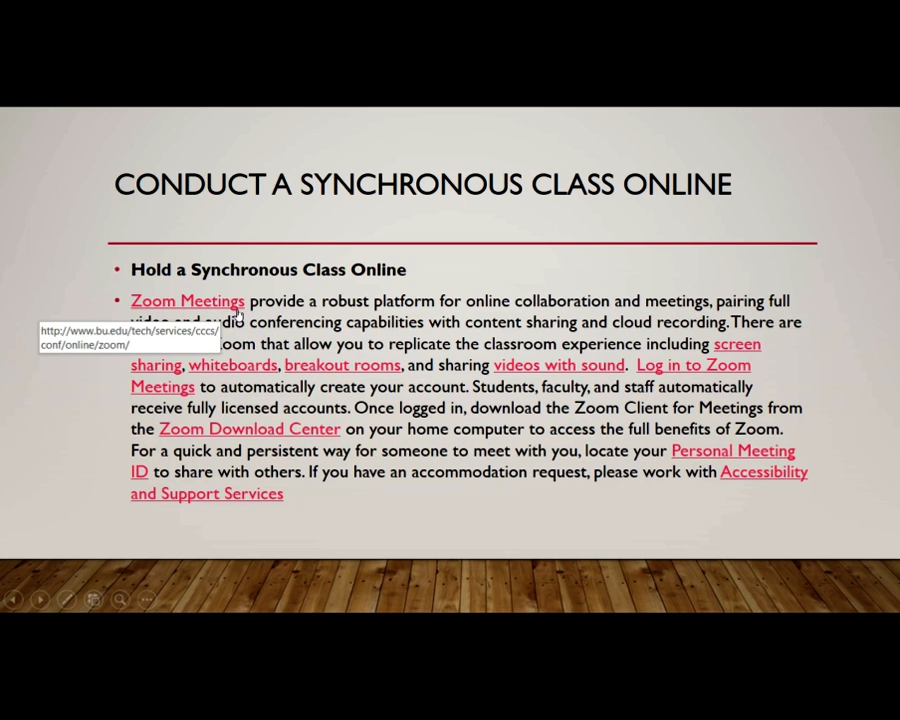 CONDUCT A SYNCHRONOUS CLASS ONLINE
• Hold a Synchronous Class Online
• Zoom Meetings provide a robust platform for online collaboration and meetings, pairing full
audio conferencing capabilities with content sharing and cloud recording. There are
http://www.bu.edu/tech/services/cccs/
conf/online/zoom/
Zoom that allow you to replicate the classroom experience including screen
sharing, whiteboards, breakout rooms, and sharing videos with sound. Log in to Zoom
Meetings to automatically create your account. Students, faculty, and staff automatically
receive fully licensed accounts. Once logged in, download the Zoom Client for Meetings from
the Zoom Download Center on your home computer to access the full benefits of Zoom.
For a quick and persistent way for someone to meet with you, locate your Personal Meeting
ID to share with others. If you have an accommodation request, please work with Accessibility
and Support Services